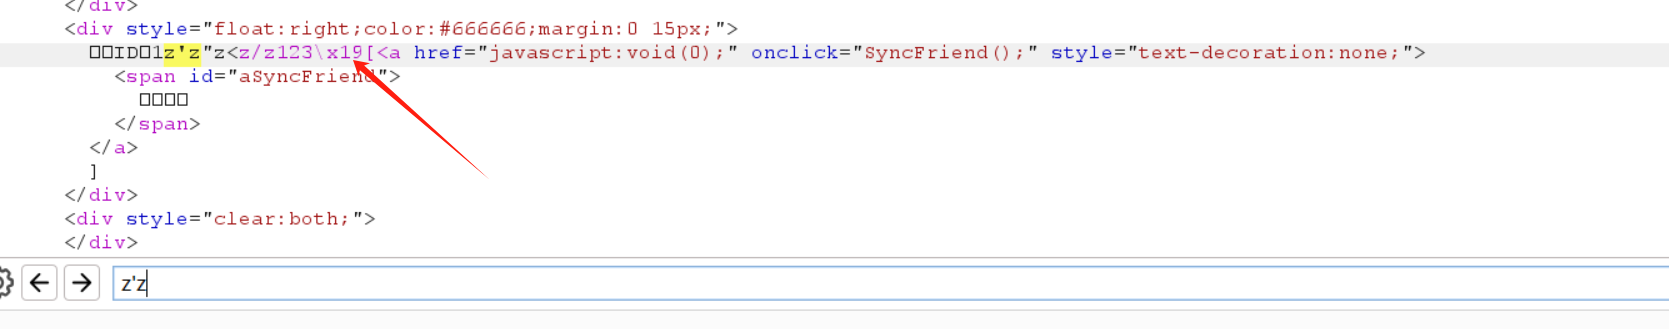 </div>
<div style="float:right;color:#666666;margin:0 15px;">
□□ID□1z'z"z<z/z123\x19[<a href="javascript:void(0);" onclick="SyncFriend();" style="text-decoration:none;">
<span id="aSyncFriend">
□□□□
</span>
</a>
]
</div>
<div style="clear:both;">
</div>
z'z